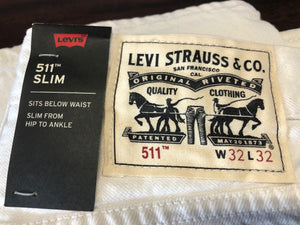 Levi's
511™
SLIM
SITS BELOW WAIST
SLIM FROM
HIP TO ANKLE
LEVI STRAUSS & CO.
SAN FRANCISCO
CAL
ORIGINAL RIVETED
QUALITY CLOTHING
PATENTED MAY 20 1873
511™ W 32 L 32